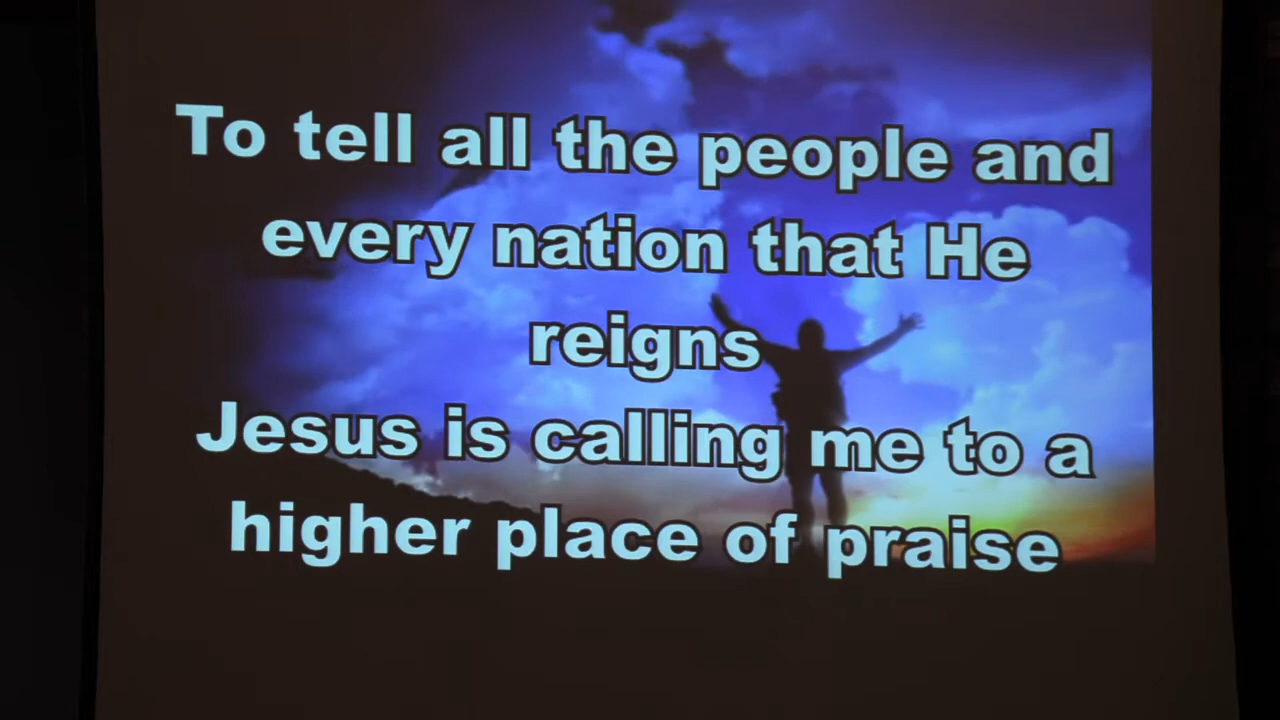 To tell all the people and
every nation that He
reigns
Jesus is calling me to a
higher place of praise